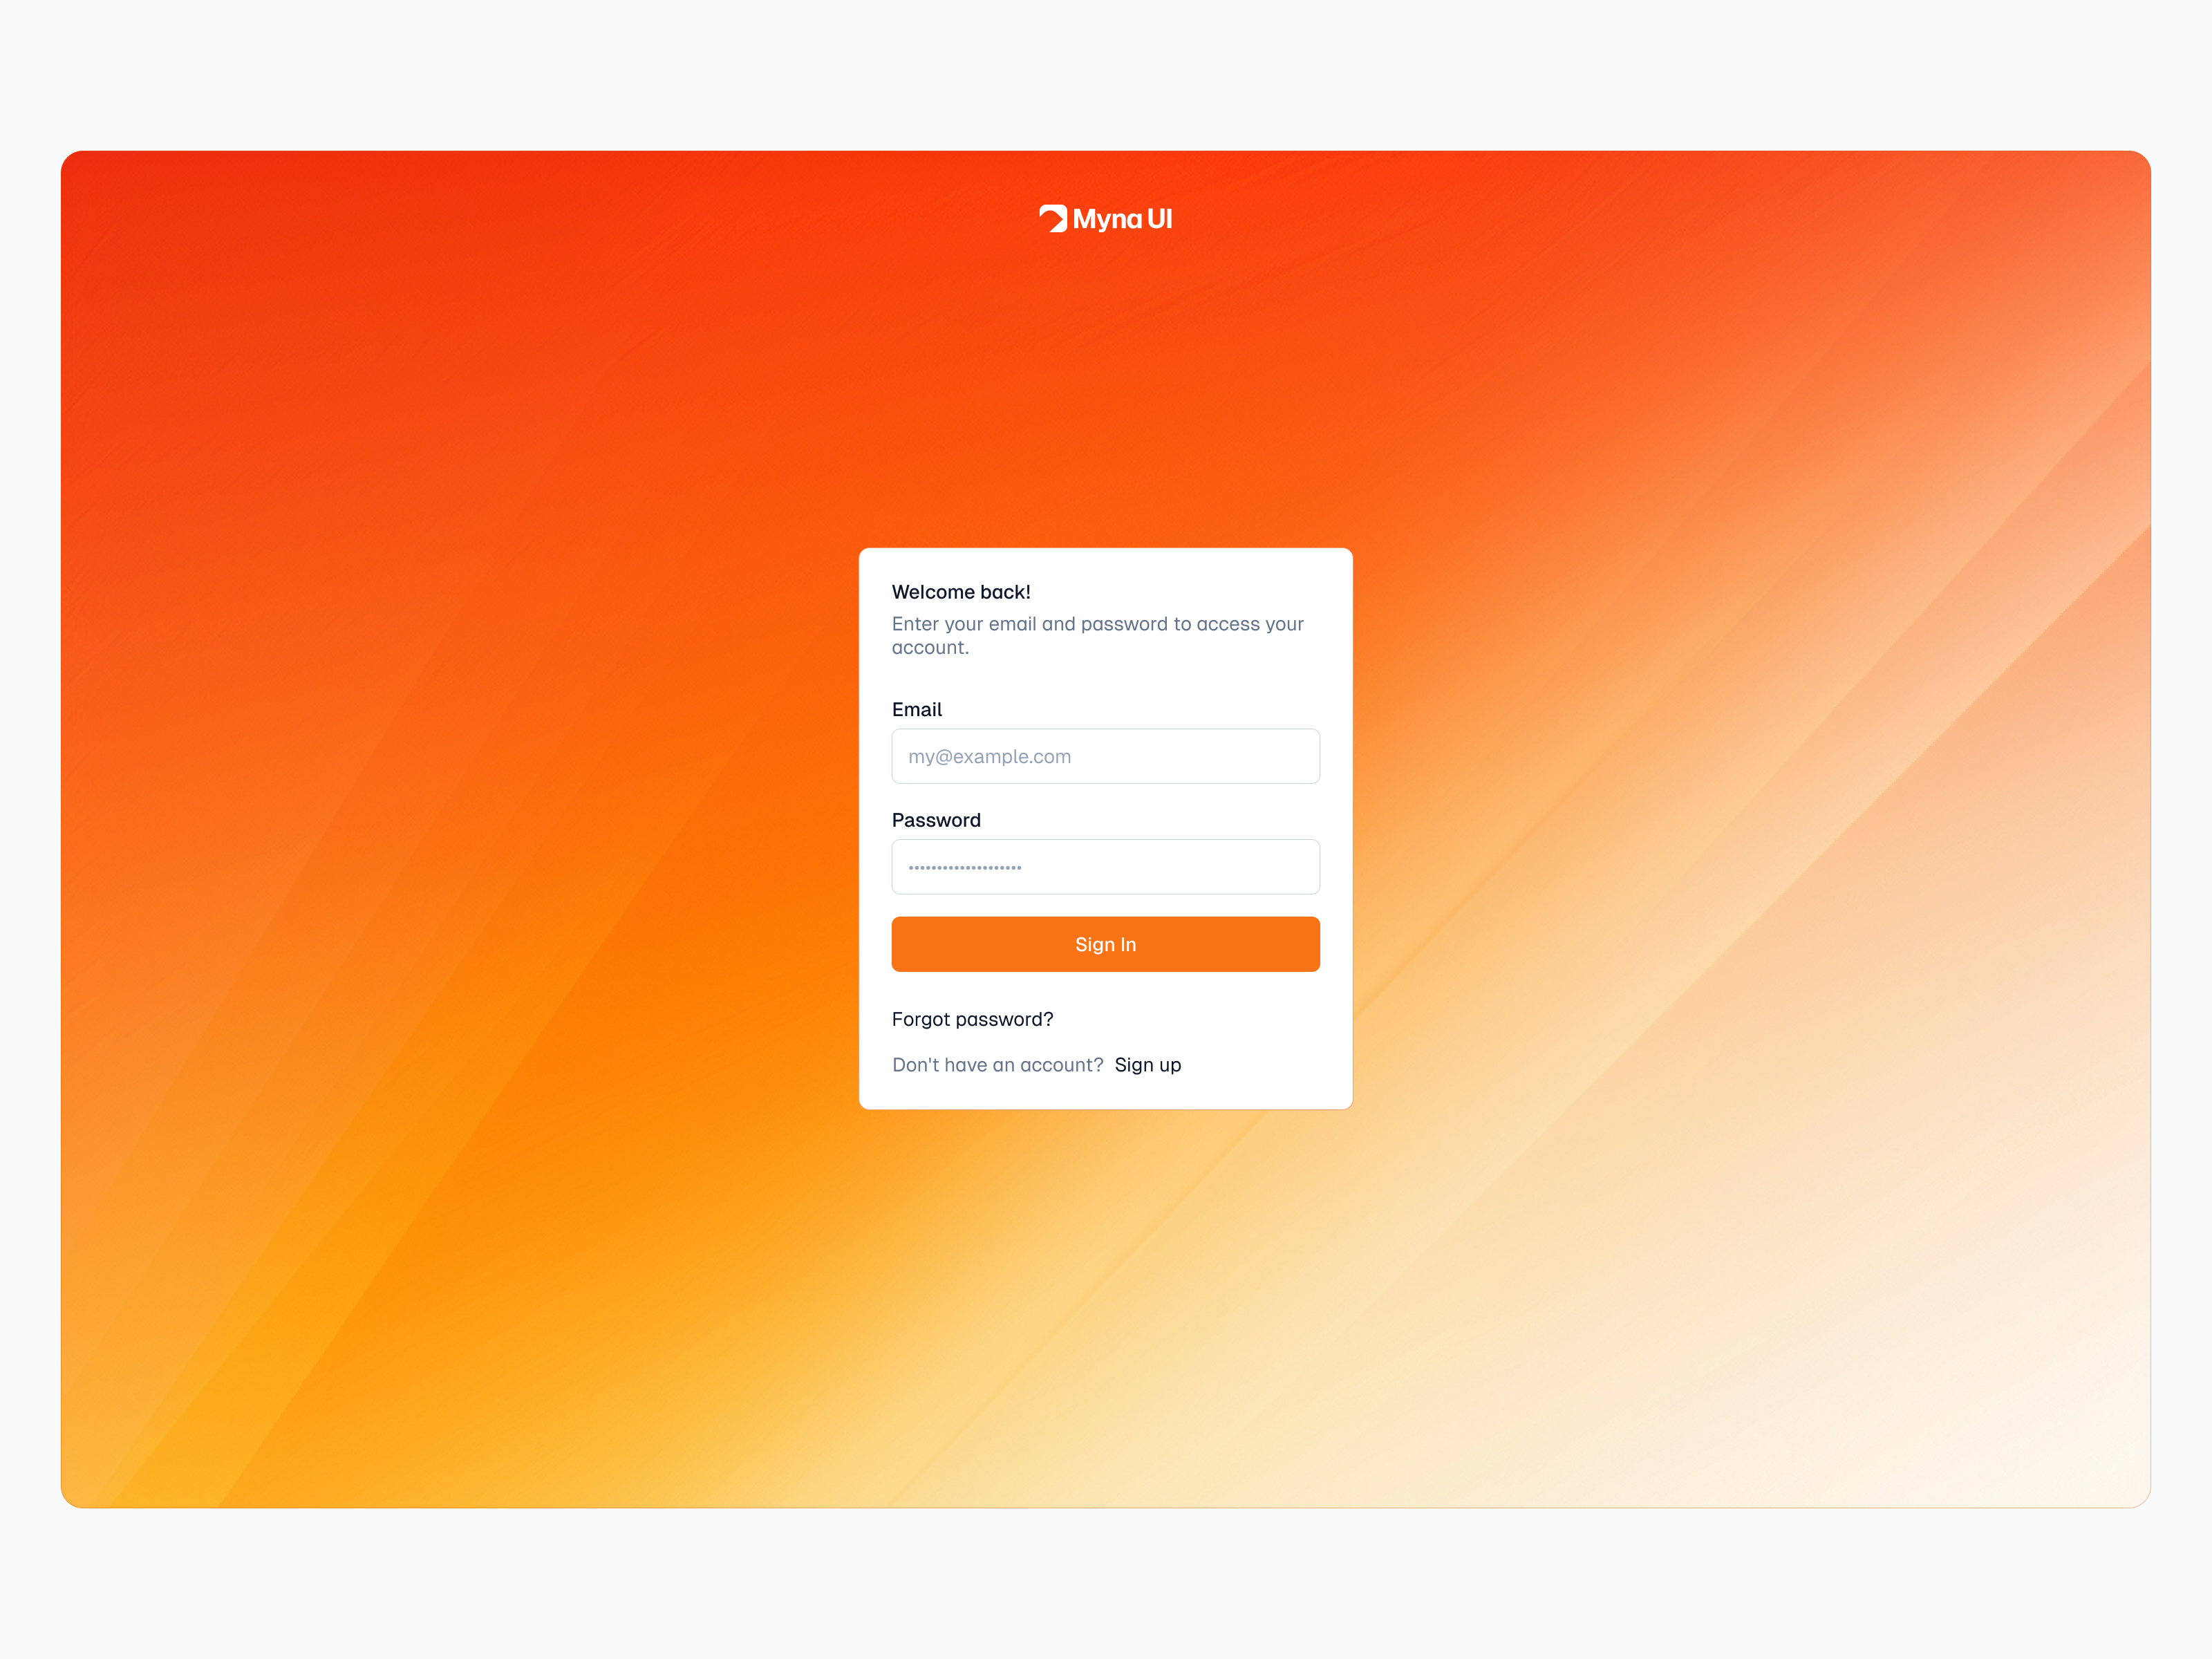 Myna UI
Welcome back!
Enter your email and password to access your
account.
Email
my@example.com
Password
••••••••••••••••••••
Sign In
Forgot password?
Don't have an account? Sign up